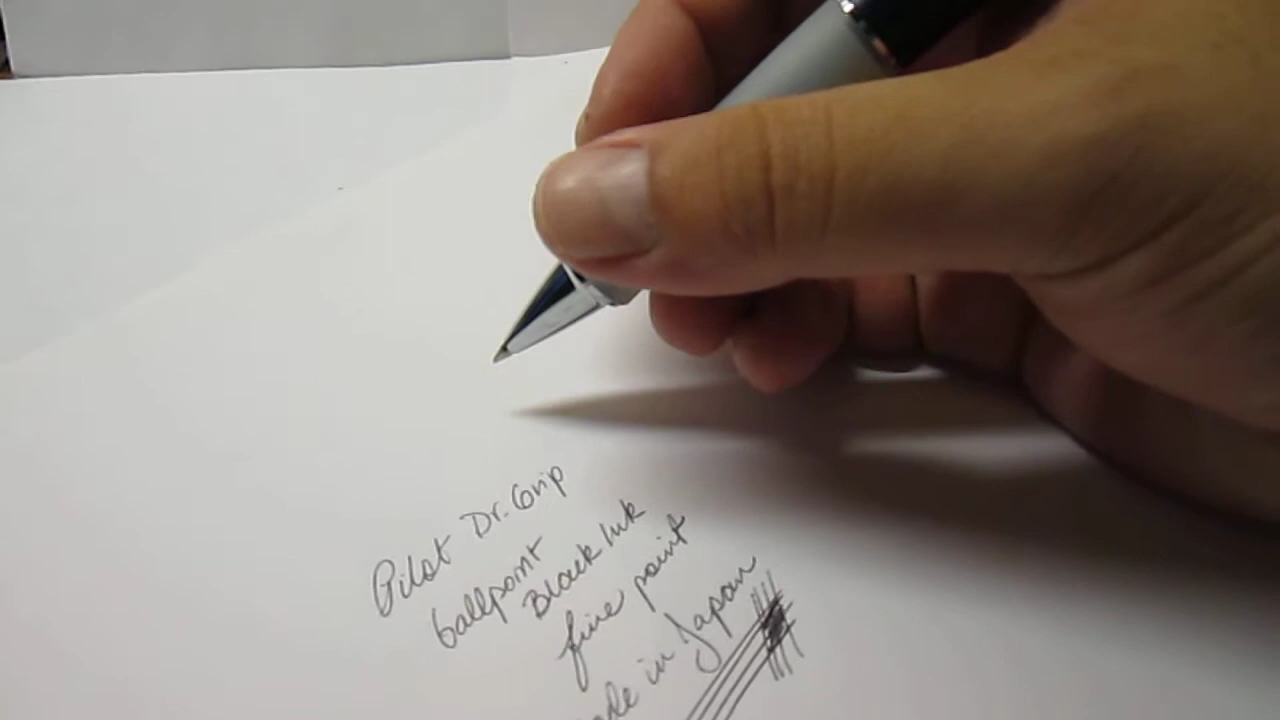 Pilot Dr. Grip
ballpoint
Black Ink
fine point
ade in Japan